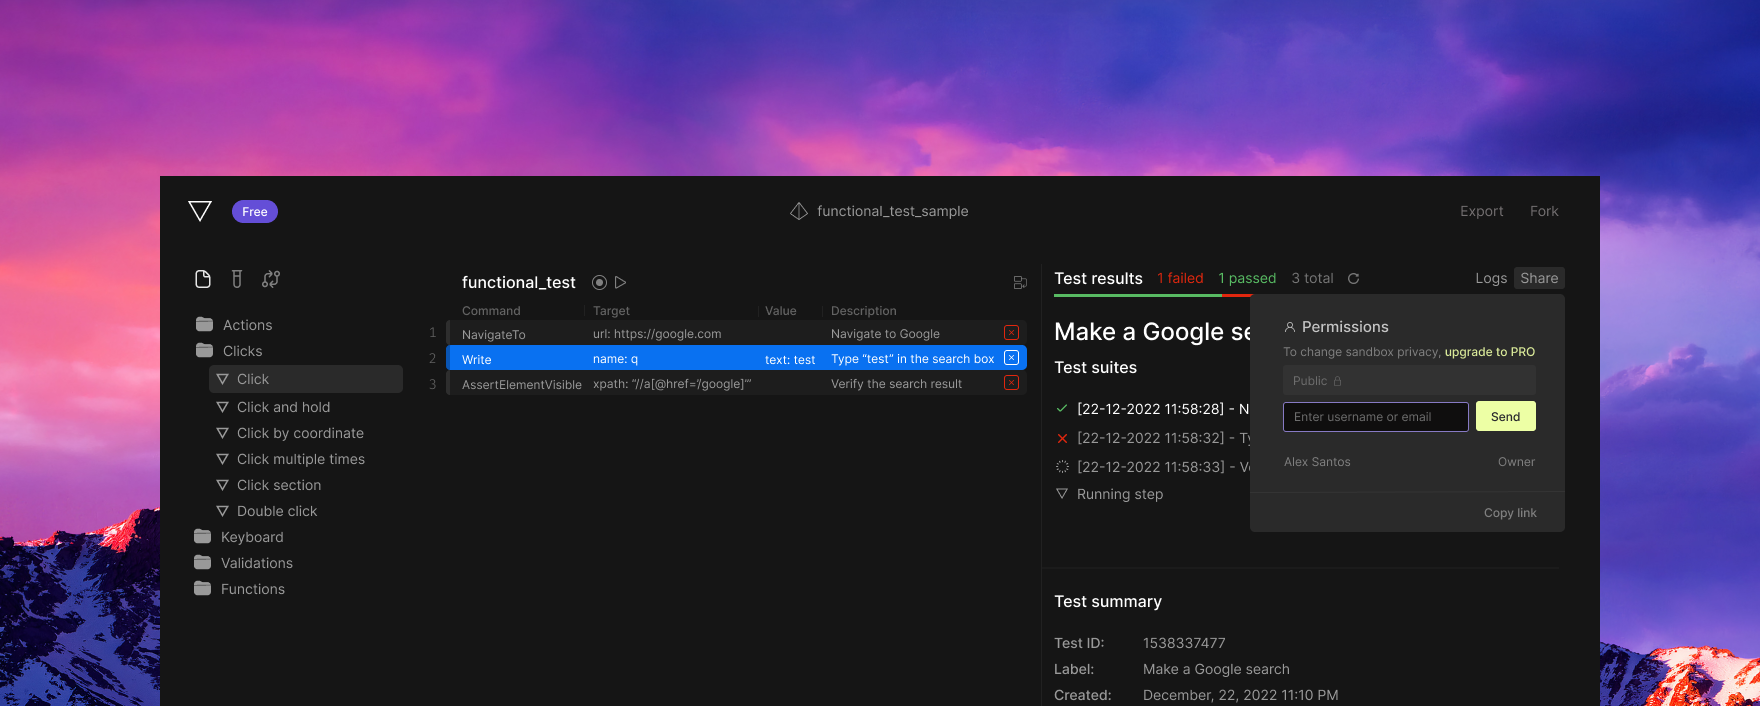 Free
functional_test_sample
Export Fork
Actions
Clicks
Click
Click and hold
Click by coordinate
Click multiple times
Click section
Double click
Keyboard
Validations
Functions
functional_test
Command Target Value Description
1 NavigateTo url: https://google.com Navigate to Google
2 Write name: q text: test Type “test” in the search box
3 AssertElementVisible xpath: ”//a[@href='/google]'” Verify the search result
Test results 1 failed 1 passed 3 total Logs Share
Make a Google se
Test suites
[22-12-2022 11:58:28] - N
[22-12-2022 11:58:32] - Ty
[22-12-2022 11:58:33] - Ve
Running step
Permissions
To change sandbox privacy, upgrade to PRO
Public
Enter username or email Send
Alex Santos Owner
Copy link
Test summary
Test ID: 1538337477
Label: Make a Google search
Created: December, 22, 2022 11:10 PM